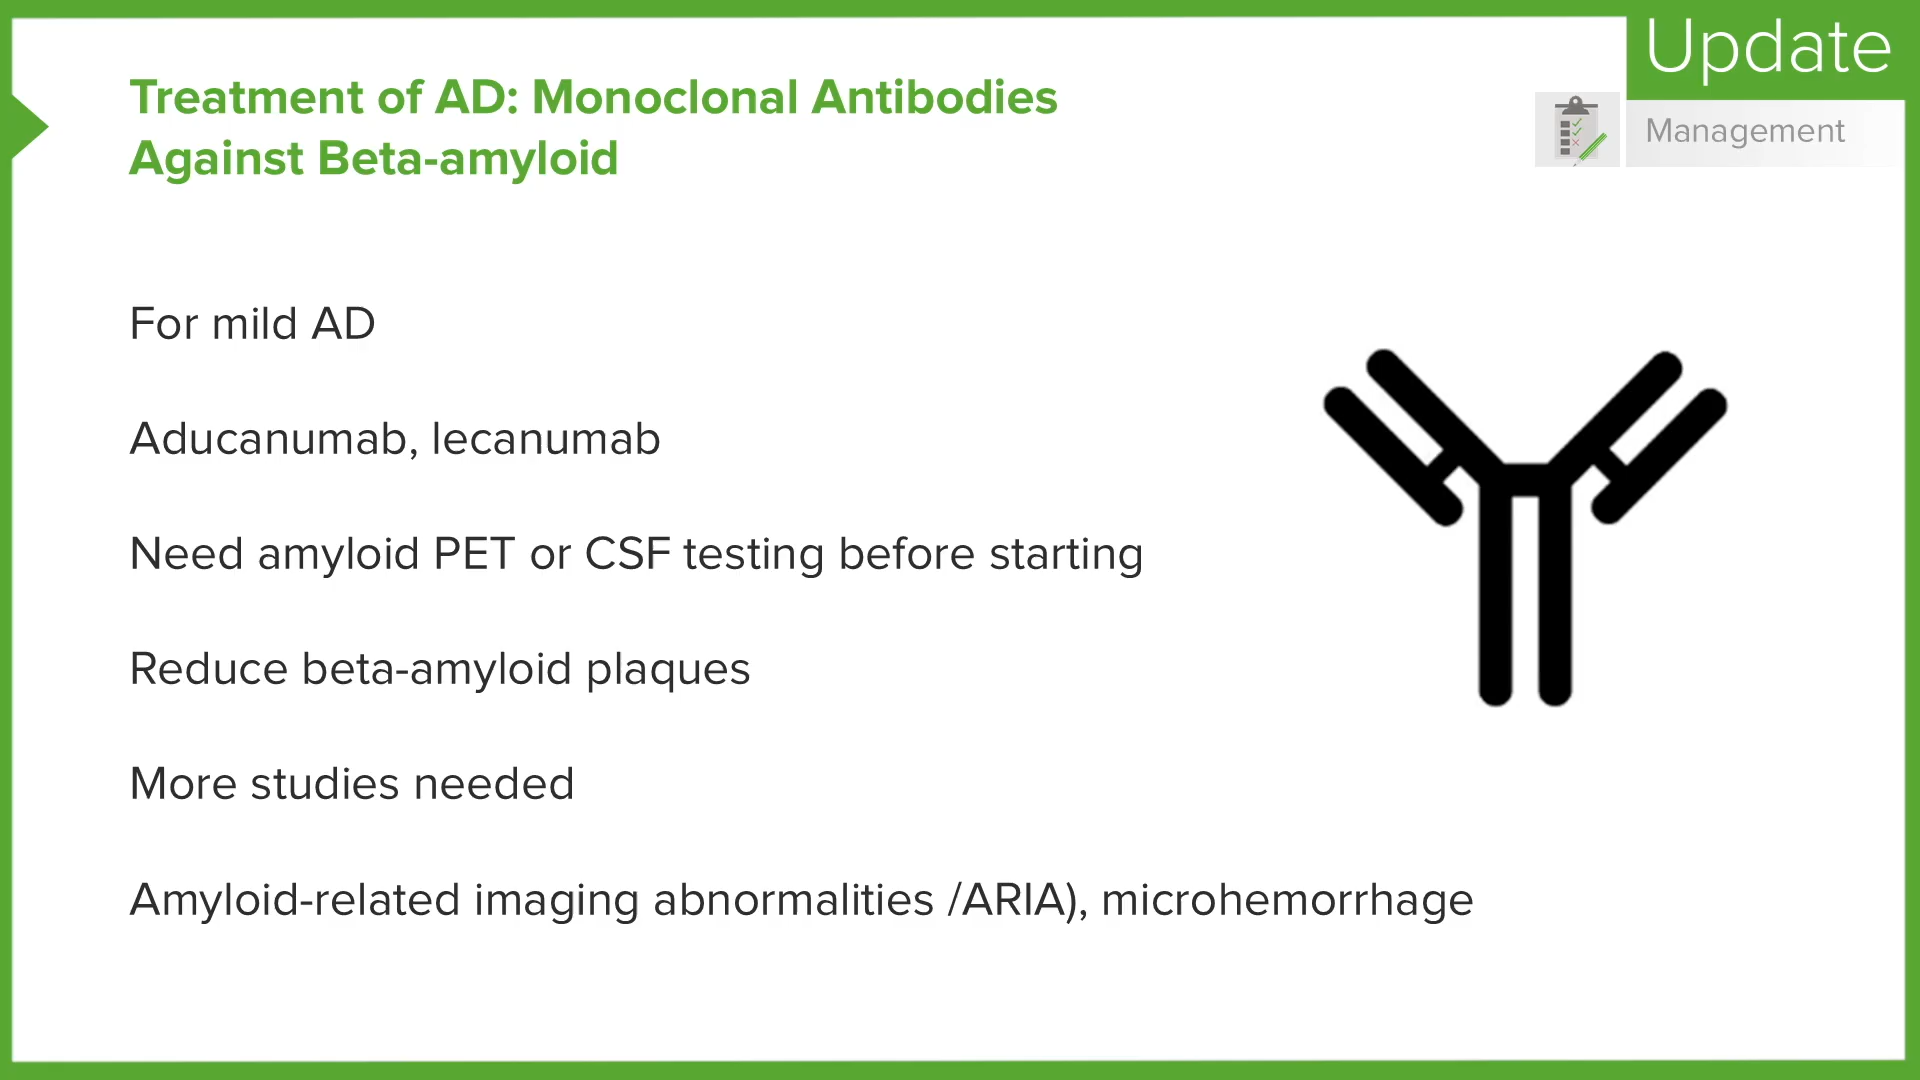 Update
Management
Treatment of AD: Monoclonal Antibodies
Against Beta-amyloid
For mild AD
Aducanumab, lecanumab
Need amyloid PET or CSF testing before starting
Reduce beta-amyloid plaques
More studies needed
Amyloid-related imaging abnormalities /ARIA), microhemorrhage